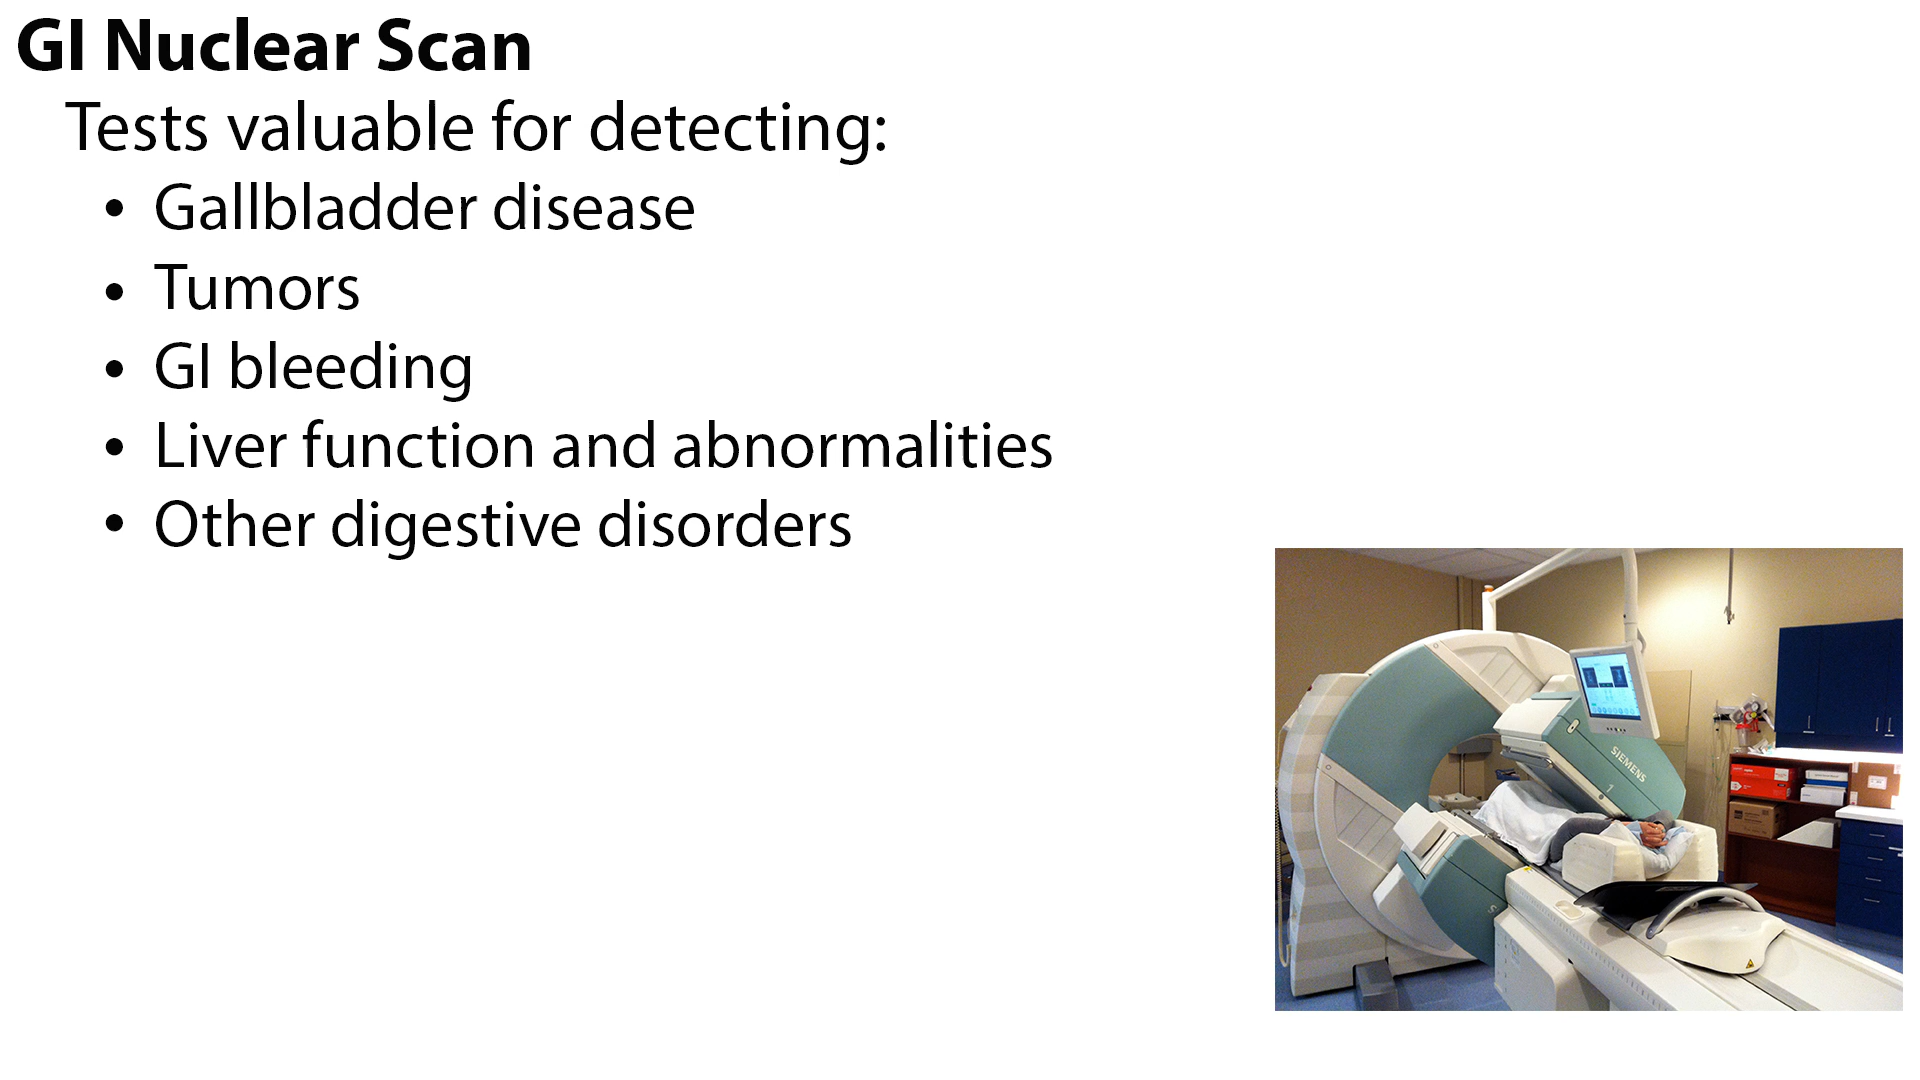 GI Nuclear Scan
Tests valuable for detecting:
• Gallbladder disease
• Tumors
• GI bleeding
• Liver function and abnormalities
• Other digestive disorders
SIEMENS
1
S